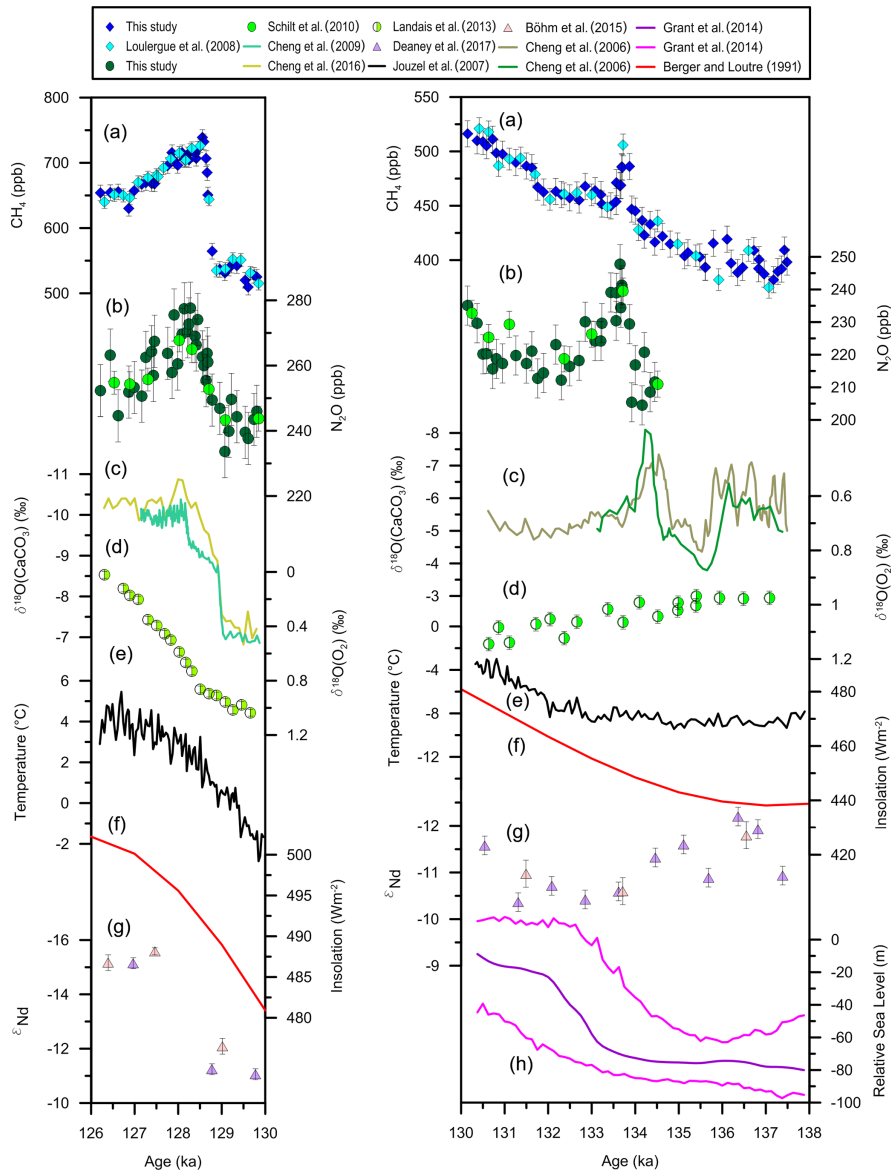 This study Schilt et al. (2010) Landais et al. (2013) Böhm et al. (2015) Grant et al. (2014)
Loulergue et al. (2008) Cheng et al. (2009) Deaney et al. (2017) Cheng et al. (2006) Grant et al. (2014)
This study Cheng et al. (2016) Jouzel et al. (2007) Cheng et al. (2006) Berger and Loutre (1991)
800
700
600
500
CH₄ (ppb)
(a)
280
260
240
220
N₂O (ppb)
(b)
-11
-10
-9
-8
-7
δ¹⁸O(CaCO₃) (‰)
(c)
0
0.4
0.8
1.2
δ¹⁸O(O₂) (‰)
(d)
6
4
2
0
-2
Temperature (°C)
(e)
500
495
490
485
480
Insolation (Wm⁻²)
(f)
-16
-14
-12
-10
εNd
(g)
126 127 128 129 130
Age (ka)
550
500
450
400
CH₄ (ppb)
(a)
250
240
230
220
210
200
N₂O (ppb)
(b)
-8
-7
-6
-5
-4
-3
-2
δ¹⁸O(CaCO₃) (‰)
(c)
0.6
0.8
1
1.2
δ¹⁸O(O₂) (‰)
(d)
-4
-8
-12
Temperature (°C)
(e)
480
460
440
420
Insolation (Wm⁻²)
(f)
-12
-11
-10
-9
εNd
(g)
0
-20
-40
-60
-80
-100
Relative Sea Level (m)
(h)
130 131 132 133 134 135 136 137 138
Age (ka)